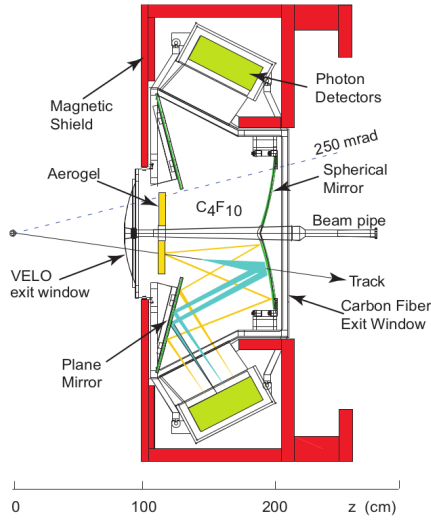 Photon
Detectors
Magnetic
Shield
250 mrad
Aerogel
Spherical
Mirror
C4F10
Beam pipe
VELO
exit window
Track
Carbon Fiber
Exit Window
Plane
Mirror
0
100
200
z (cm)